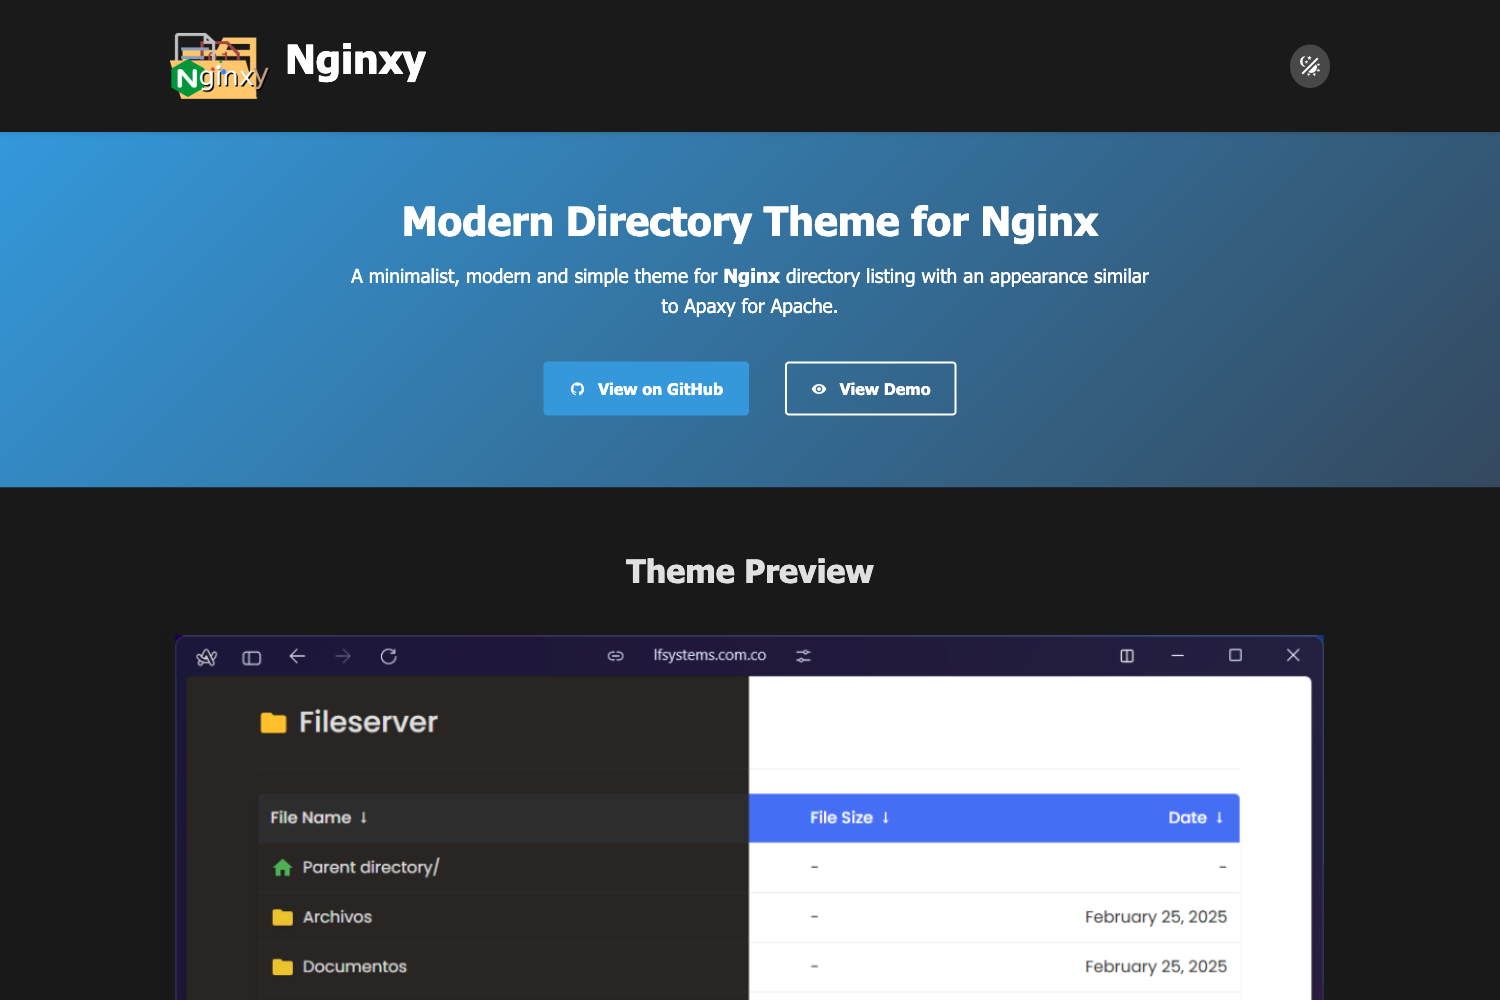 Nginxy
Nginxy
Modern Directory Theme for Nginx
A minimalist, modern and simple theme for Nginx directory listing with an appearance similar
to Apaxy for Apache.
View on GitHub
View Demo
Theme Preview
lfsystems.com.co
Fileserver
File Name ↓ File Size ↓ Date ↓
Parent directory/ - -
Archivos - February 25, 2025
Documentos - February 25, 2025